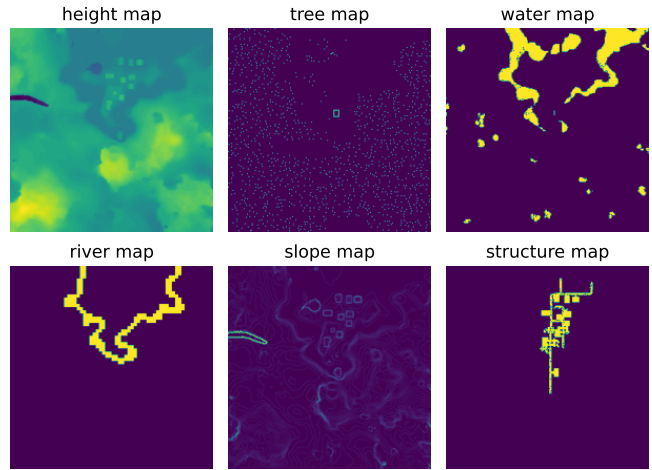 height map
tree map
water map
river map
slope map
structure map